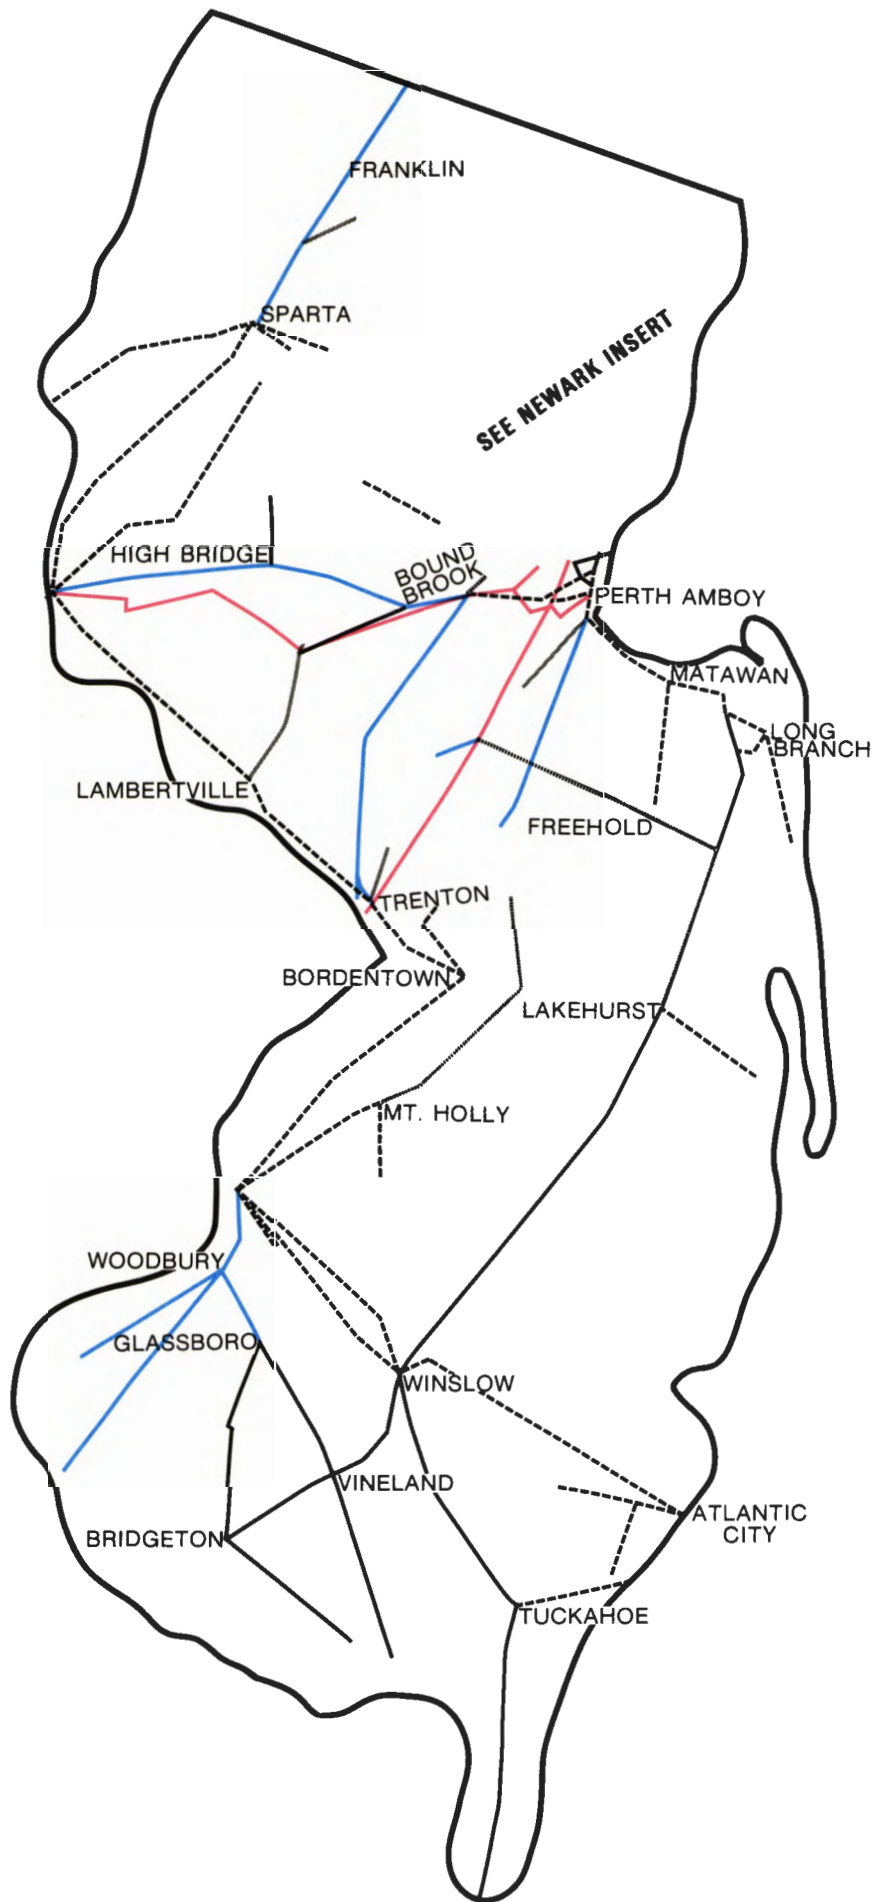 FRANKLIN
SPARTA
SEE NEWARK INSERT
HIGH BRIDGE
BOUND
BROOK
PERTH AMBOY
MATAWAN
LONG
BRANCH
LAMBERTVILLE
FREEHOLD
TRENTON
BORDENTOWN
LAKEHURST
MT. HOLLY
WOODBURY
GLASSBORO
WINSLOW
VINELAND
ATLANTIC
CITY
BRIDGETON
TUCKAHOE